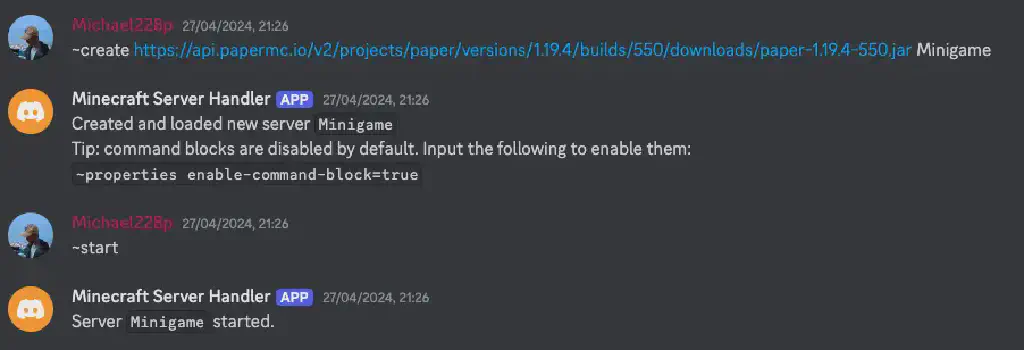 Michael228p 27/04/2024, 21:26
~create https://api.papermc.io/v2/projects/paper/versions/1.19.4/builds/550/downloads/paper-1.19.4-550.jar Minigame
Minecraft Server Handler APP 27/04/2024, 21:26
Created and loaded new server Minigame
Tip: command blocks are disabled by default. Input the following to enable them:
~properties enable-command-block=true
Michael228p 27/04/2024, 21:26
~start
Minecraft Server Handler APP 27/04/2024, 21:26
Server Minigame started.